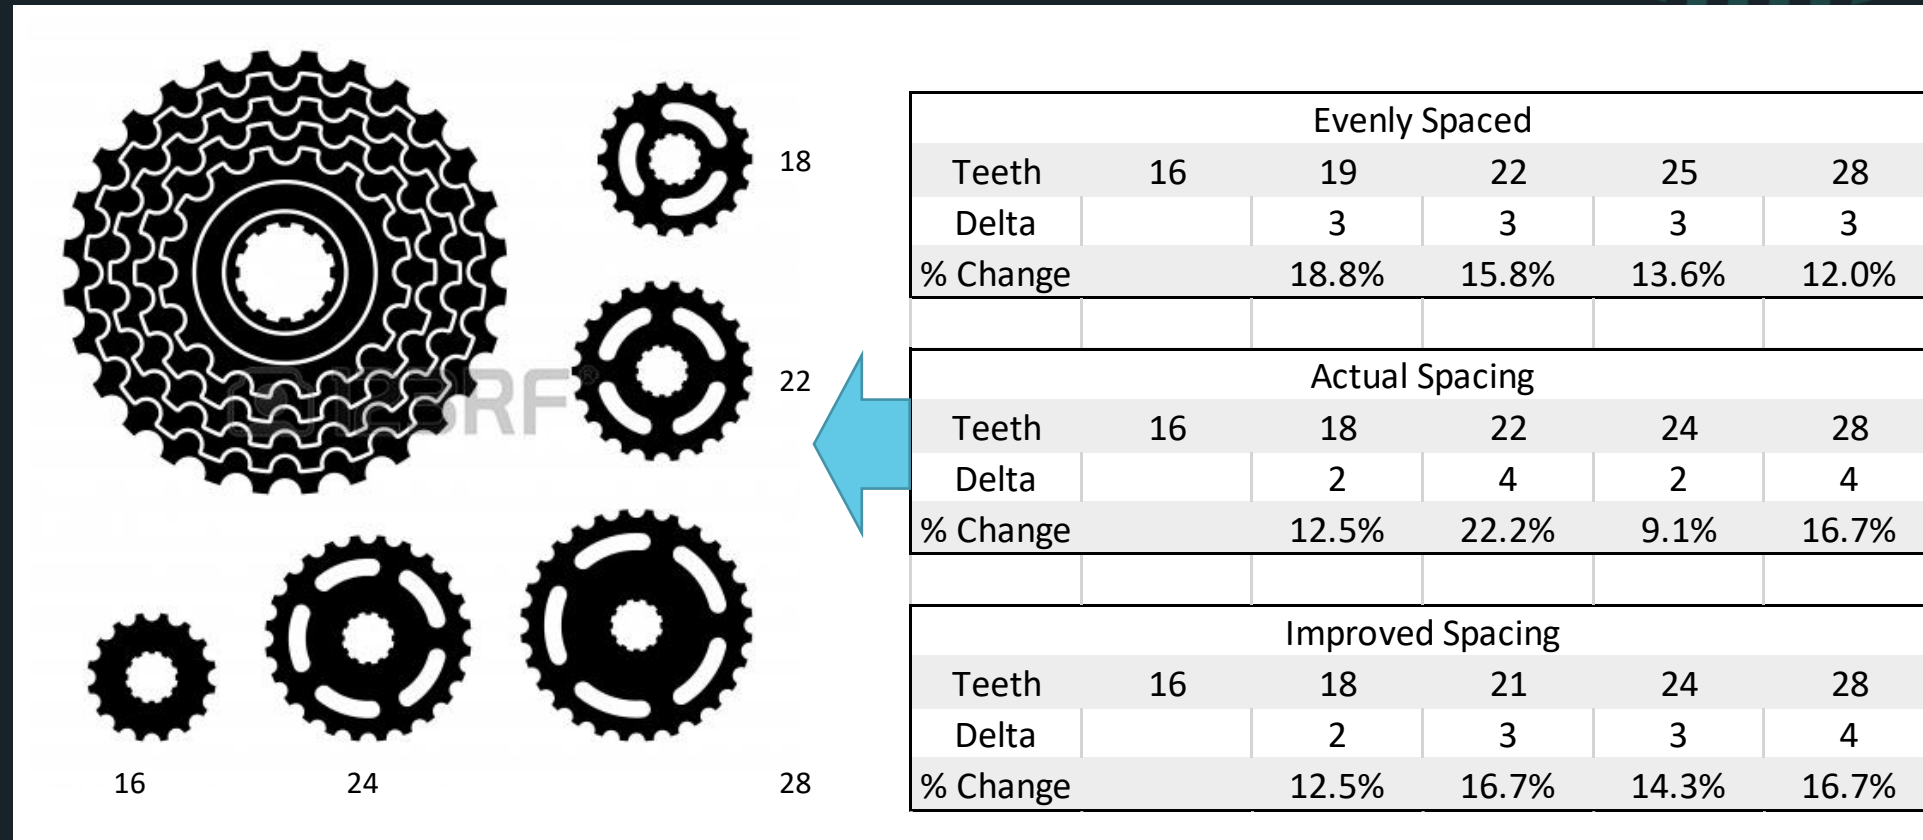 18
22
16 24 28
123RF®
Evenly Spaced
Teeth 16 19 22 25 28
Delta 3 3 3 3
% Change 18.8% 15.8% 13.6% 12.0%
Actual Spacing
Teeth 16 18 22 24 28
Delta 2 4 2 4
% Change 12.5% 22.2% 9.1% 16.7%
Improved Spacing
Teeth 16 18 21 24 28
Delta 2 3 3 4
% Change 12.5% 16.7% 14.3% 16.7%